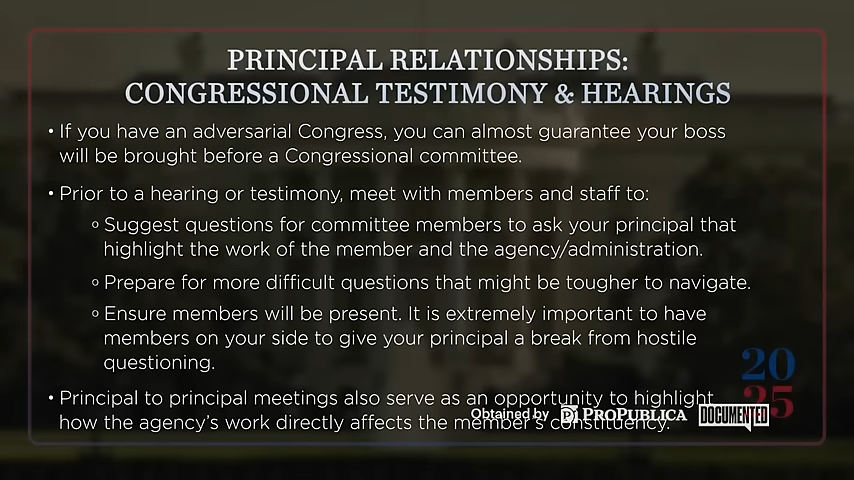 PRINCIPAL RELATIONSHIPS:
CONGRESSIONAL TESTIMONY & HEARINGS
• If you have an adversarial Congress, you can almost guarantee your boss
will be brought before a Congressional committee.
• Prior to a hearing or testimony, meet with members and staff to:
○ Suggest questions for committee members to ask your principal that
highlight the work of the member and the agency/administration.
○ Prepare for more difficult questions that might be tougher to navigate.
○ Ensure members will be present. It is extremely important to have
members on your side to give your principal a break from hostile
questioning.
• Principal to principal meetings also serve as an opportunity to highlight
how the agency's work directly affects the member's constituency.
20
25
Obtained by PROPUBLICA DOCUMENTED